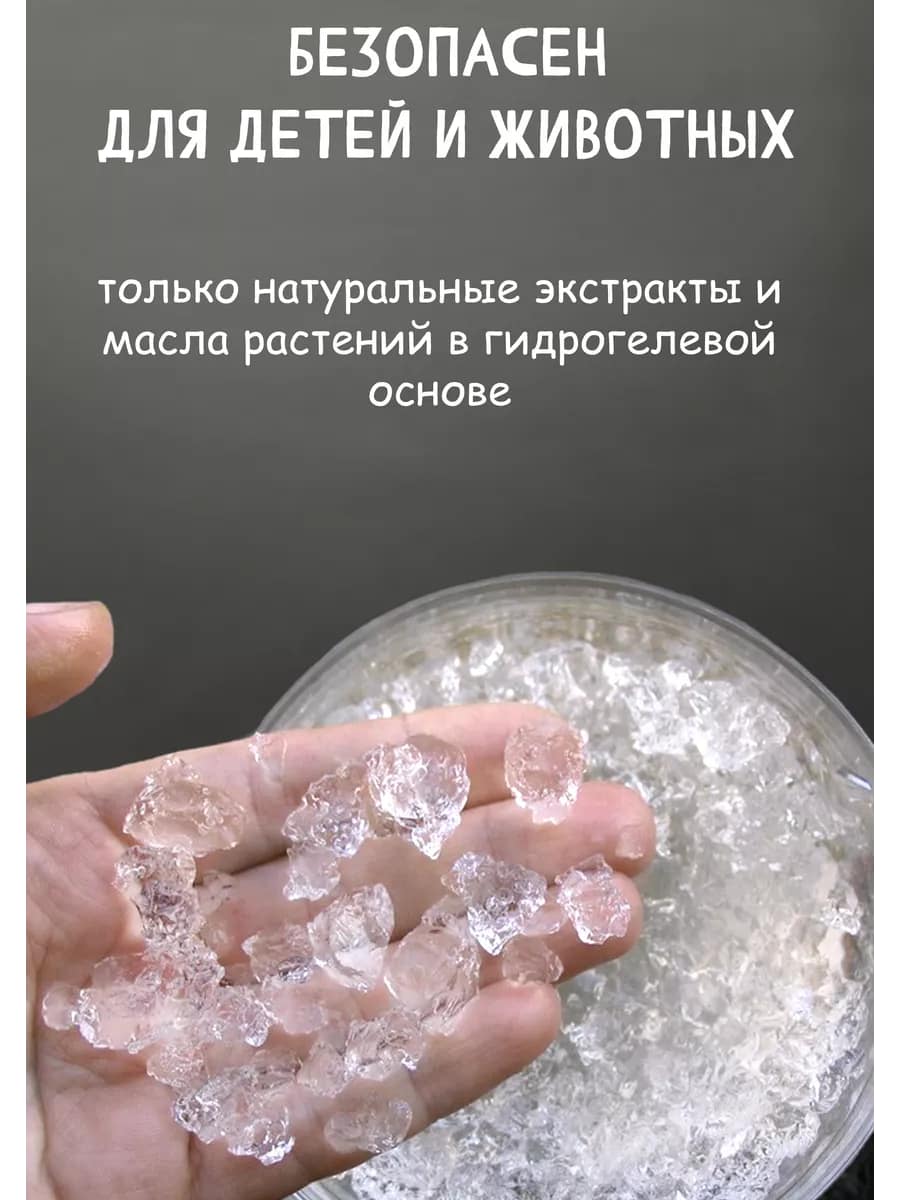 БЕЗОПАСЕН
ДЛЯ ДЕТЕЙ И ЖИВОТНЫХ
только натуральные экстракты и
масла растений в гидрогелевой
основе